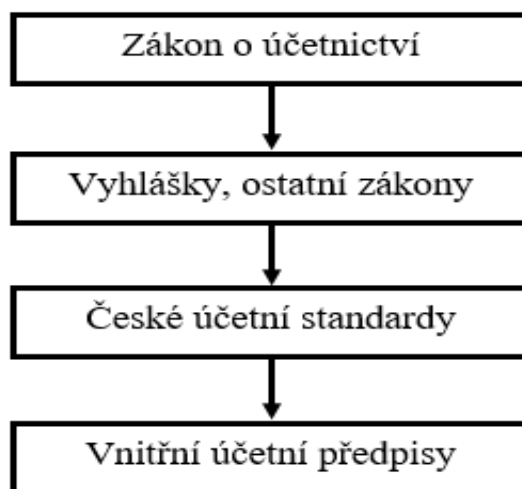 Zákon o účetnictví
Vyhlášky, ostatní zákony
České účetní standardy
Vnitřní účetní předpisy